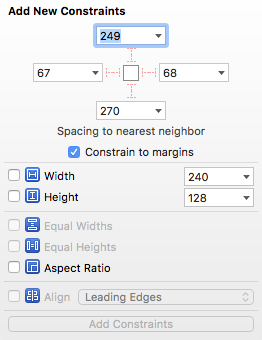 Add New Constraints
249
67 68
270
Spacing to nearest neighbor
Constrain to margins
Width 240
Height 128
Equal Widths
Equal Heights
Aspect Ratio
Align Leading Edges
Add Constraints